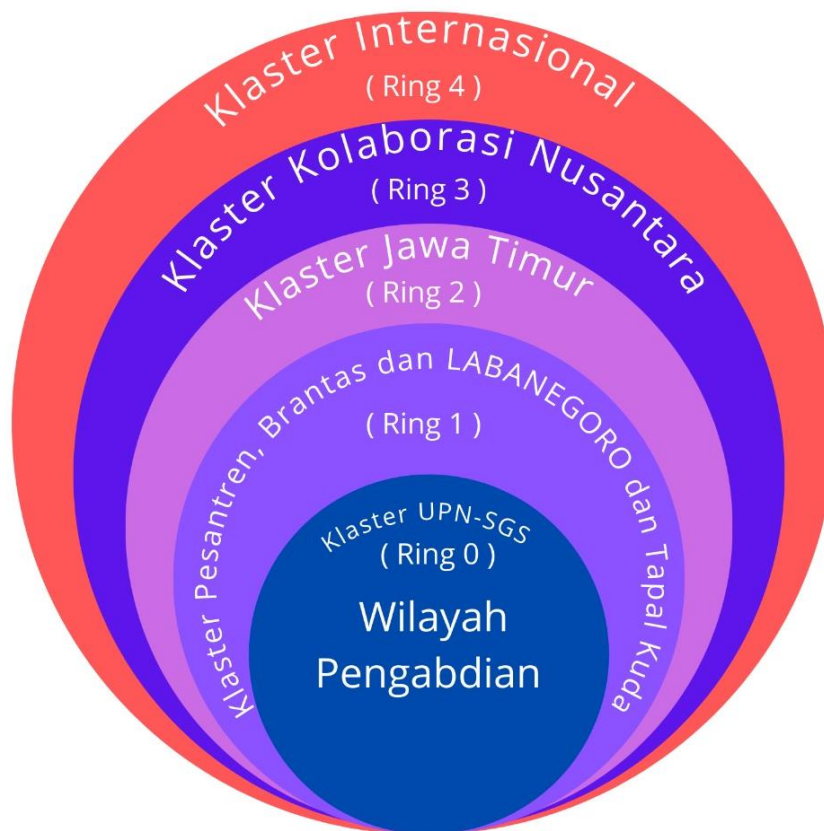 Klaster Internasional
( Ring 4 )
Klaster Kolaborasi Nusantara
( Ring 3 )
Klaster Jawa Timur
( Ring 2 )
Klaster Pesantren, Brantas dan LABANEGORO dan Tapal Kuda
( Ring 1 )
Klaster UPN-SGS
( Ring 0 )
Wilayah
Pengabdian